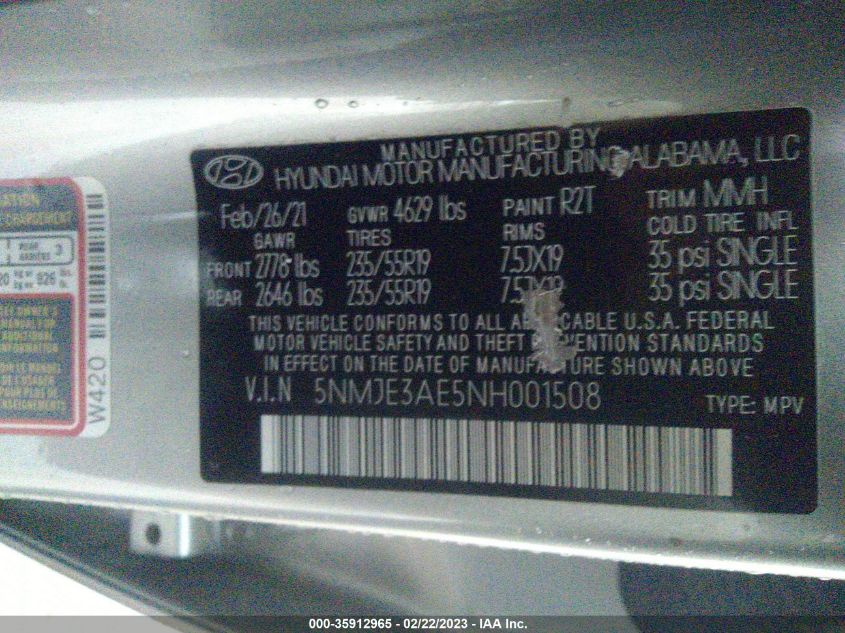 MANUFACTURED BY
HYUNDAI MOTOR MANUFACTURING ALABAMA, LLC
Feb/26/21 GVWR 4629 lbs PAINT R2T TRIM MMH
GAWR TIRES RIMS COLD TIRE INFL
FRONT 2778 lbs 235/55R19 7.5JX19 35 psi SINGLE
REAR 2646 lbs 235/55R19 35 psi SINGLE
THIS VEHICLE CONFORMS TO ALL U.S.A. FEDERAL
MOTOR VEHICLE SAFETY AND THEFT STANDARDS
IN EFFECT ON THE DATE OF MANUFACTURE SHOWN ABOVE
V.I.N 5NMJE3AE5NH001508 TYPE: MPV
REAR 3
W420
000-35912965 - 02/22/2023 - IAA Inc.